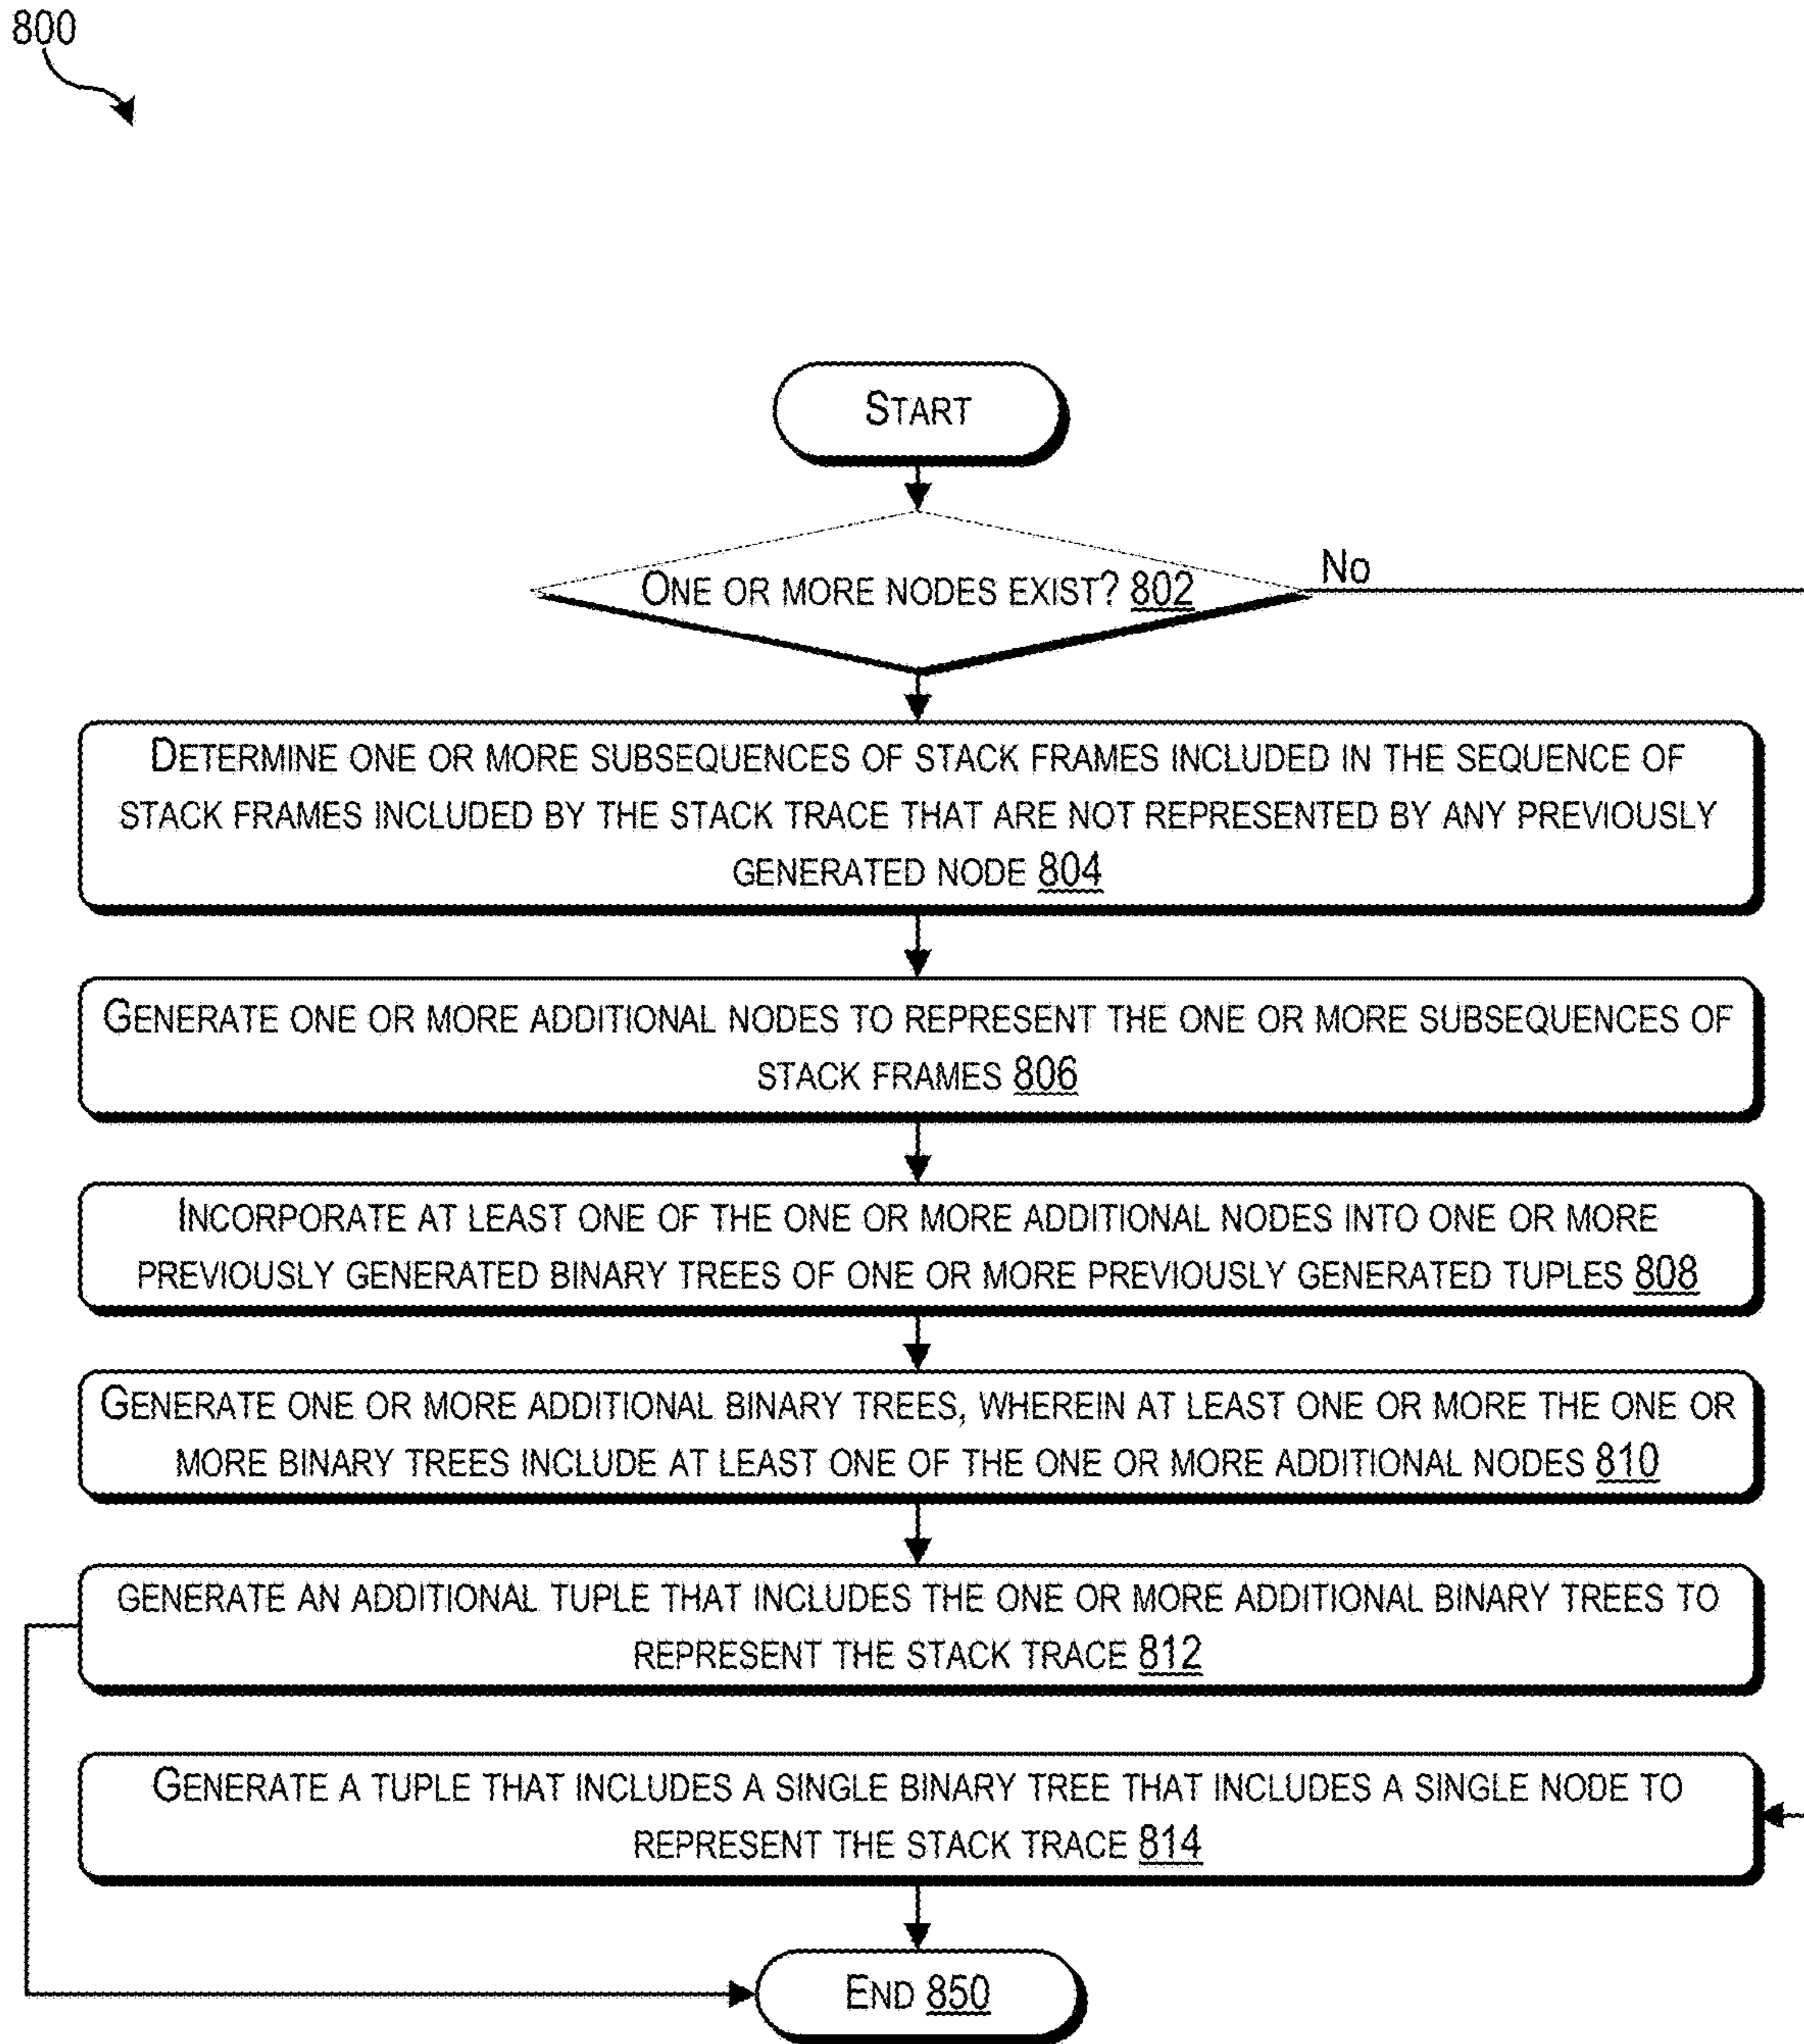 800
START
ONE OR MORE NODES EXIST? 802
No
DETERMINE ONE OR MORE SUBSEQUENCES OF STACK FRAMES INCLUDED IN THE SEQUENCE OF
STACK FRAMES INCLUDED BY THE STACK TRACE THAT ARE NOT REPRESENTED BY ANY PREVIOUSLY
GENERATED NODE 804
GENERATE ONE OR MORE ADDITIONAL NODES TO REPRESENT THE ONE OR MORE SUBSEQUENCES OF
STACK FRAMES 806
INCORPORATE AT LEAST ONE OF THE ONE OR MORE ADDITIONAL NODES INTO ONE OR MORE
PREVIOUSLY GENERATED BINARY TREES OF ONE OR MORE PREVIOUSLY GENERATED TUPLES 808
GENERATE ONE OR MORE ADDITIONAL BINARY TREES, WHEREIN AT LEAST ONE OR MORE THE ONE OR
MORE BINARY TREES INCLUDE AT LEAST ONE OF THE ONE OR MORE ADDITIONAL NODES 810
GENERATE AN ADDITIONAL TUPLE THAT INCLUDES THE ONE OR MORE ADDITIONAL BINARY TREES TO
REPRESENT THE STACK TRACE 812
GENERATE A TUPLE THAT INCLUDES A SINGLE BINARY TREE THAT INCLUDES A SINGLE NODE TO
REPRESENT THE STACK TRACE 814
END 850